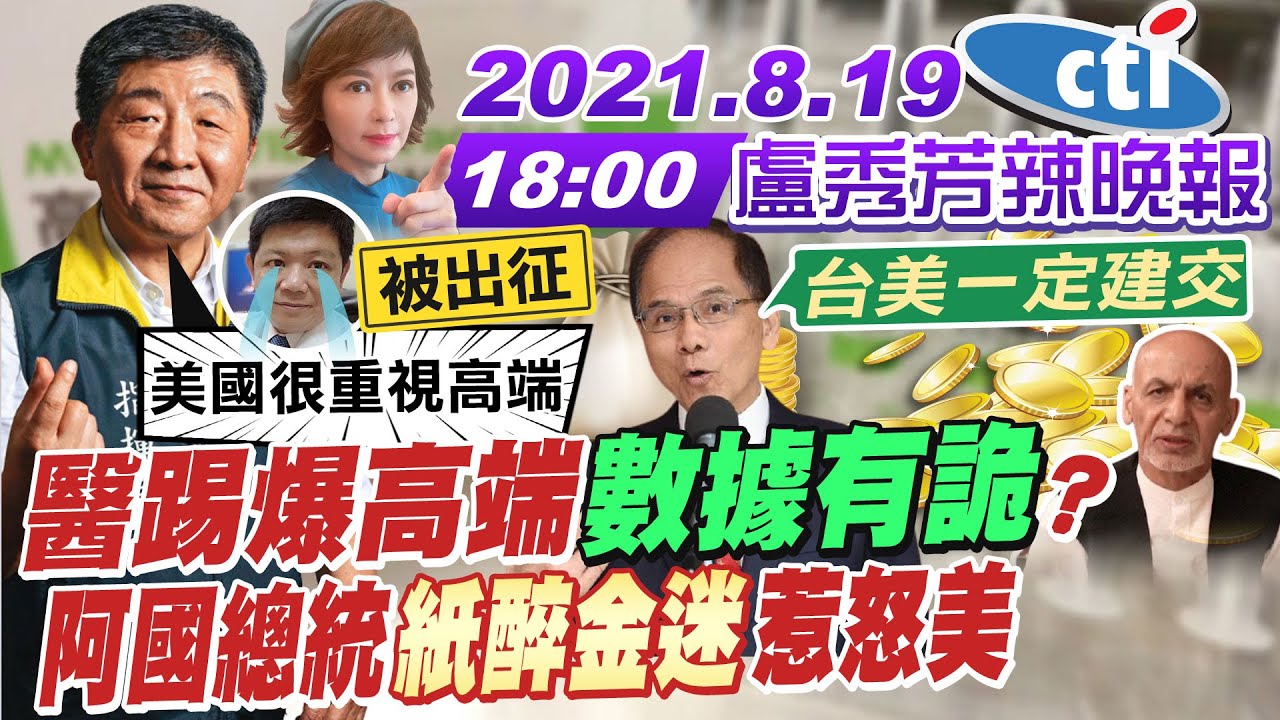 2021.8.19
cti
18:00 盧秀芳辣晚報
被出征
台美一定建交
美國很重視高端
指揮
醫踢爆高端數據有詭?
阿國總統紙醉金迷惹怒美